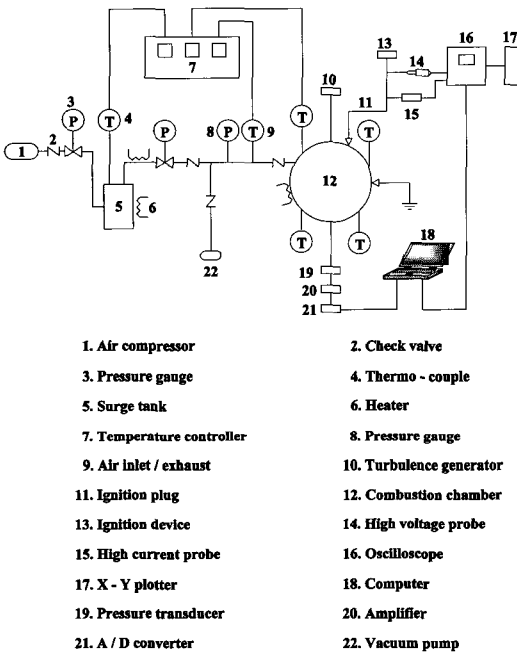 13
16
17
7
10
14
3
P
T
4
P
8
P
T
9
T
11
T
15
2
1
5
6
12
T
T
22
18
19
20
21
1. Air compressor
2. Check valve
3. Pressure gauge
4. Thermo - couple
5. Surge tank
6. Heater
7. Temperature controller
8. Pressure gauge
9. Air inlet / exhaust
10. Turbulence generator
11. Ignition plug
12. Combustion chamber
13. Ignition device
14. High voltage probe
15. High current probe
16. Oscilloscope
17. X - Y plotter
18. Computer
19. Pressure transducer
20. Amplifier
21. A / D converter
22. Vacuum pump